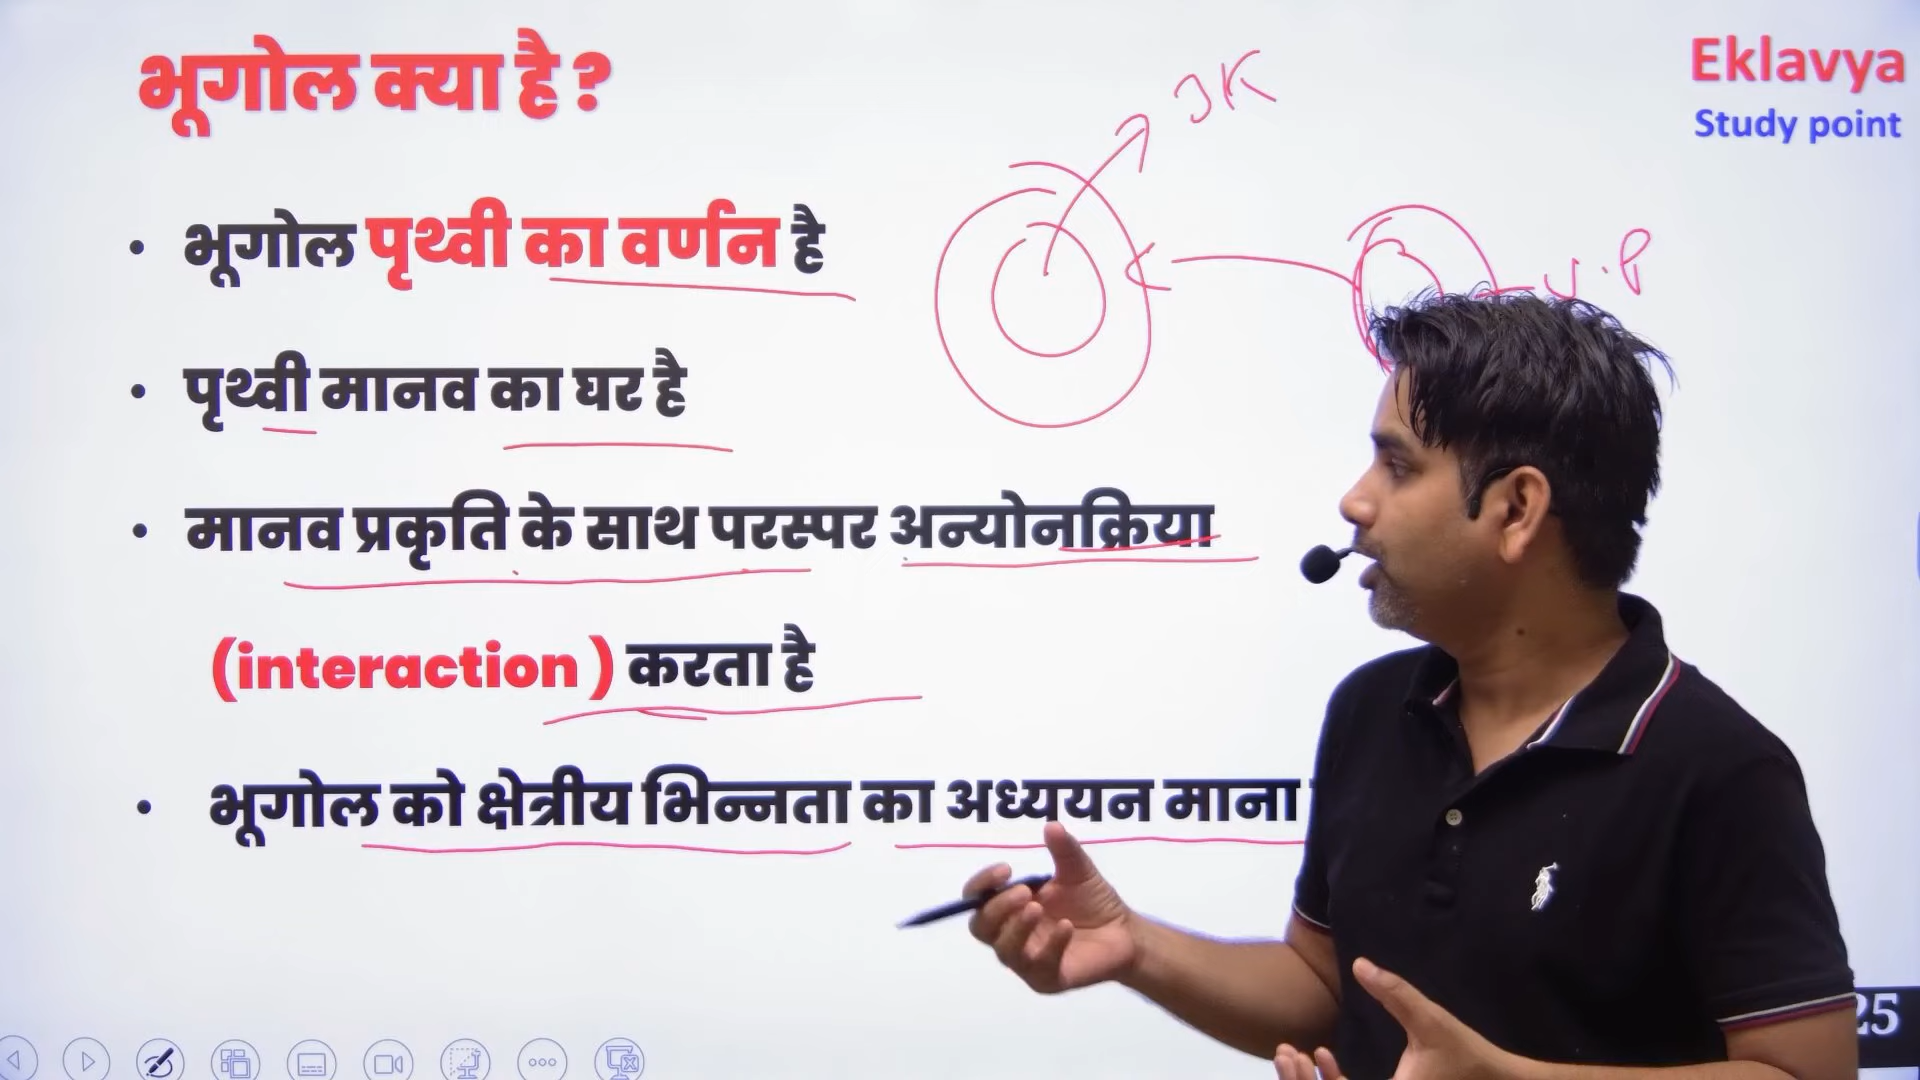 भूगोल क्या है ?
Eklavya
Study point
JK
भूगोल पृथ्वी का वर्णन है
U.P
पृथ्वी मानव का घर है
मानव प्रकृति के साथ परस्पर अन्योनक्रिया
(interaction ) करता है
भूगोल को क्षेत्रीय भिन्नता का अध्ययन माना
25